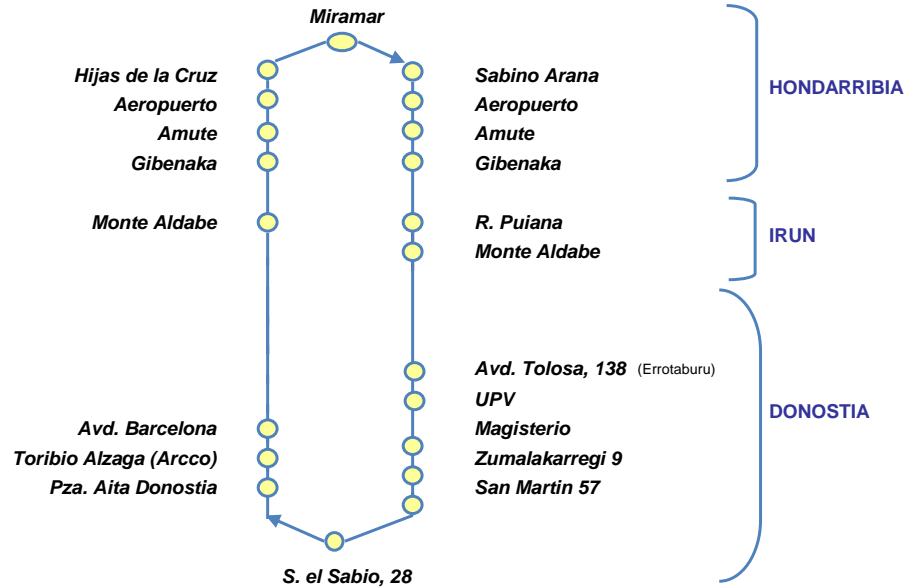 Miramar
Hijas de la Cruz
Aeropuerto
Amute
Gibenaka
Monte Aldabe
Avd. Barcelona
Toribio Alzaga (Arcco)
Pza. Aita Donostia
S. el Sabio, 28
Sabino Arana
Aeropuerto
Amute
Gibenaka
R. Puiana
Monte Aldabe
Avd. Tolosa, 138 (Errotaburu)
UPV
Magisterio
Zumalakarregi 9
San Martin 57
HONDARRIBIA
IRUN
DONOSTIA